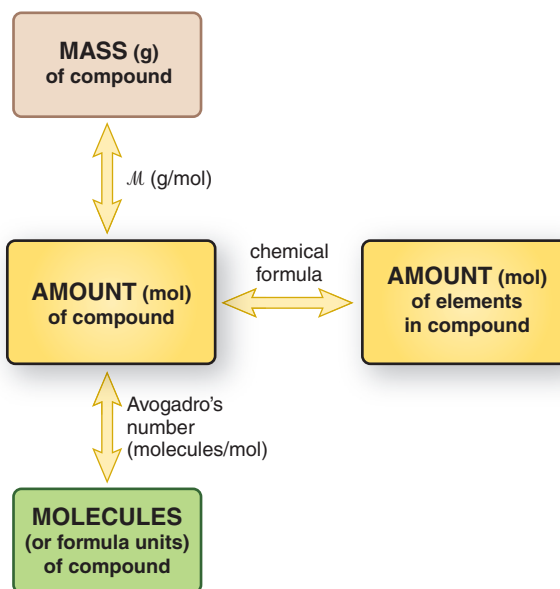 MASS (g)
of compound
ℳ (g/mol)
AMOUNT (mol)
of compound
chemical
formula
AMOUNT (mol)
of elements
in compound
Avogadro’s
number
(molecules/mol)
MOLECULES
(or formula units)
of compound